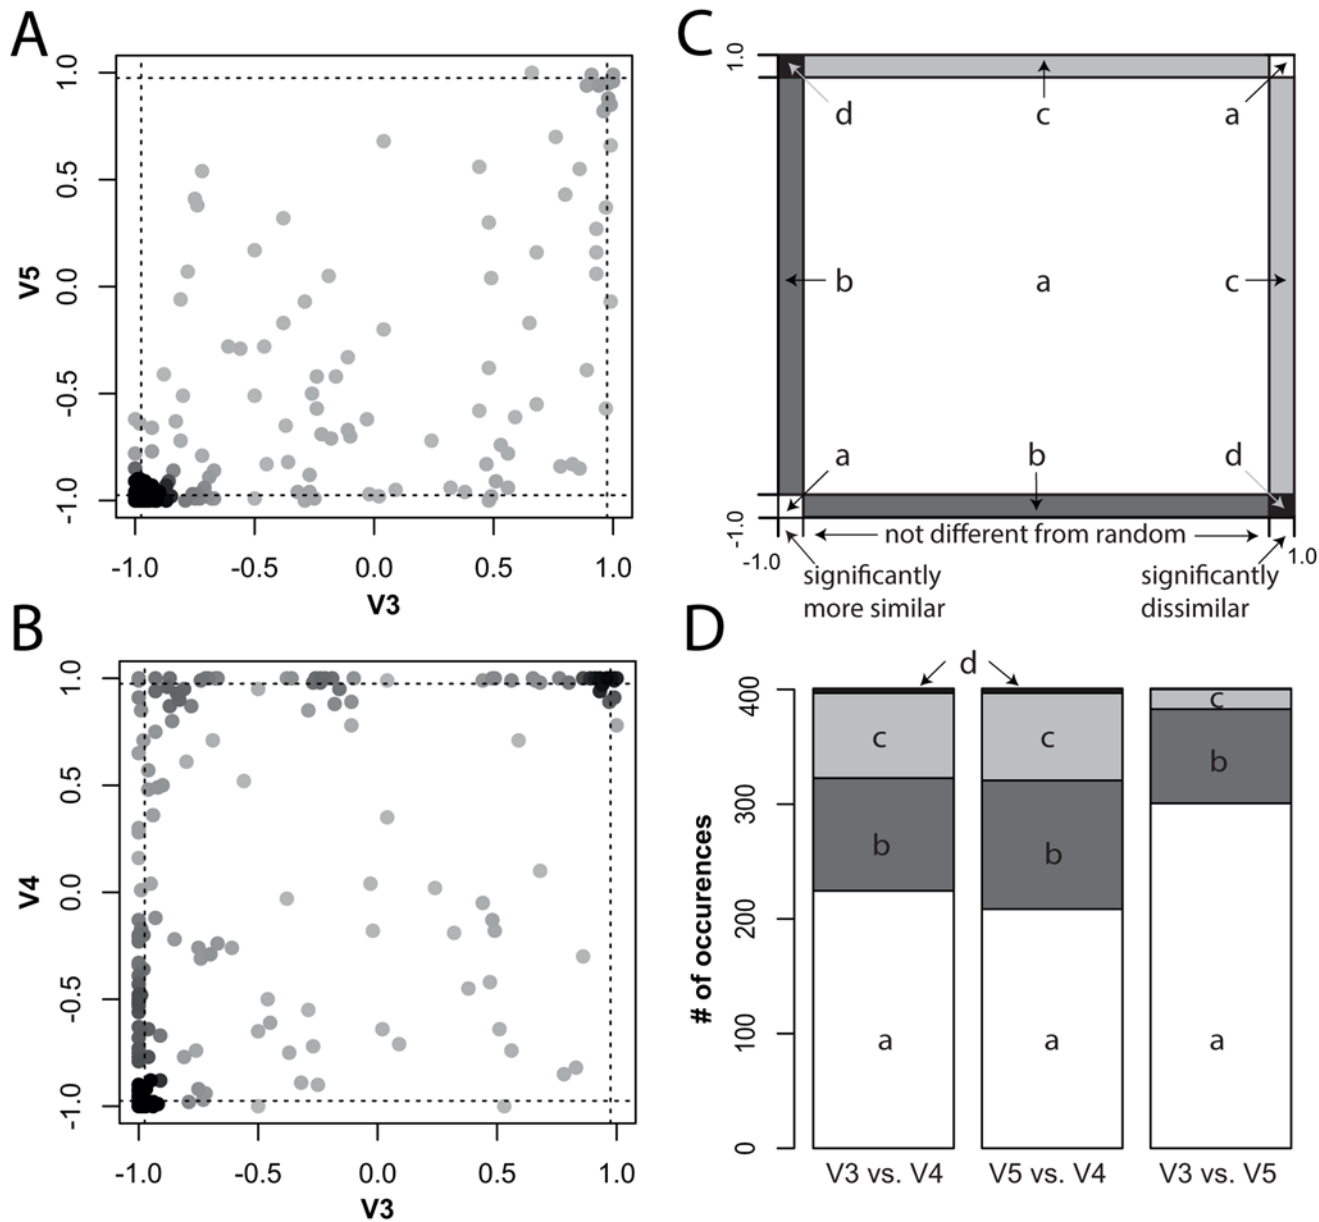 A
1.0
0.5
0.0
-0.5
-1.0
V5
-1.0 -0.5 0.0 0.5 1.0
V3
B
1.0
0.5
0.0
-0.5
-1.0
V4
-1.0 -0.5 0.0 0.5 1.0
V3
C
1.0
d c a
b a c
a b d
-1.0
not different from random
-1.0 1.0
significantly more similar
significantly dissimilar
D
d
400
300
200
100
0
# of occurences
c c c
b b b
a a a
V3 vs. V4 V5 vs. V4 V3 vs. V5